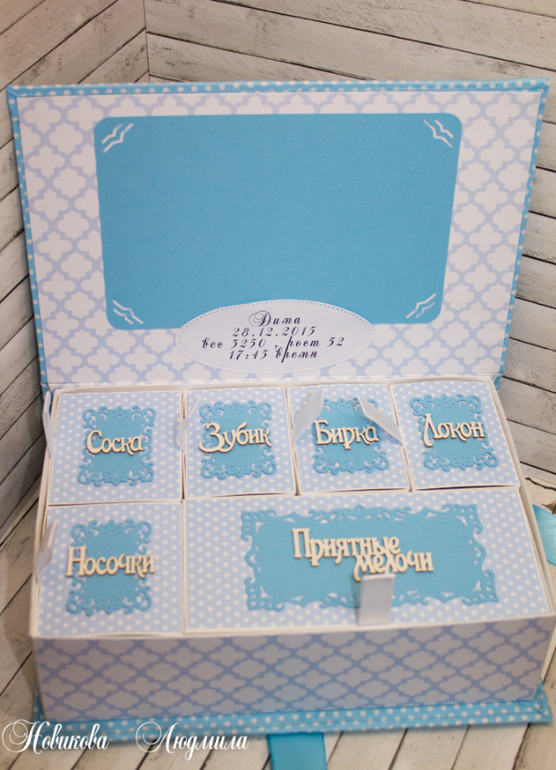 Дима
28.12.2015
вес 3250 , рост 52
17:45 время
Соска
Зубик
Бирка
Локон
Носочки
Приятные
мелочи
Новикова Людмила